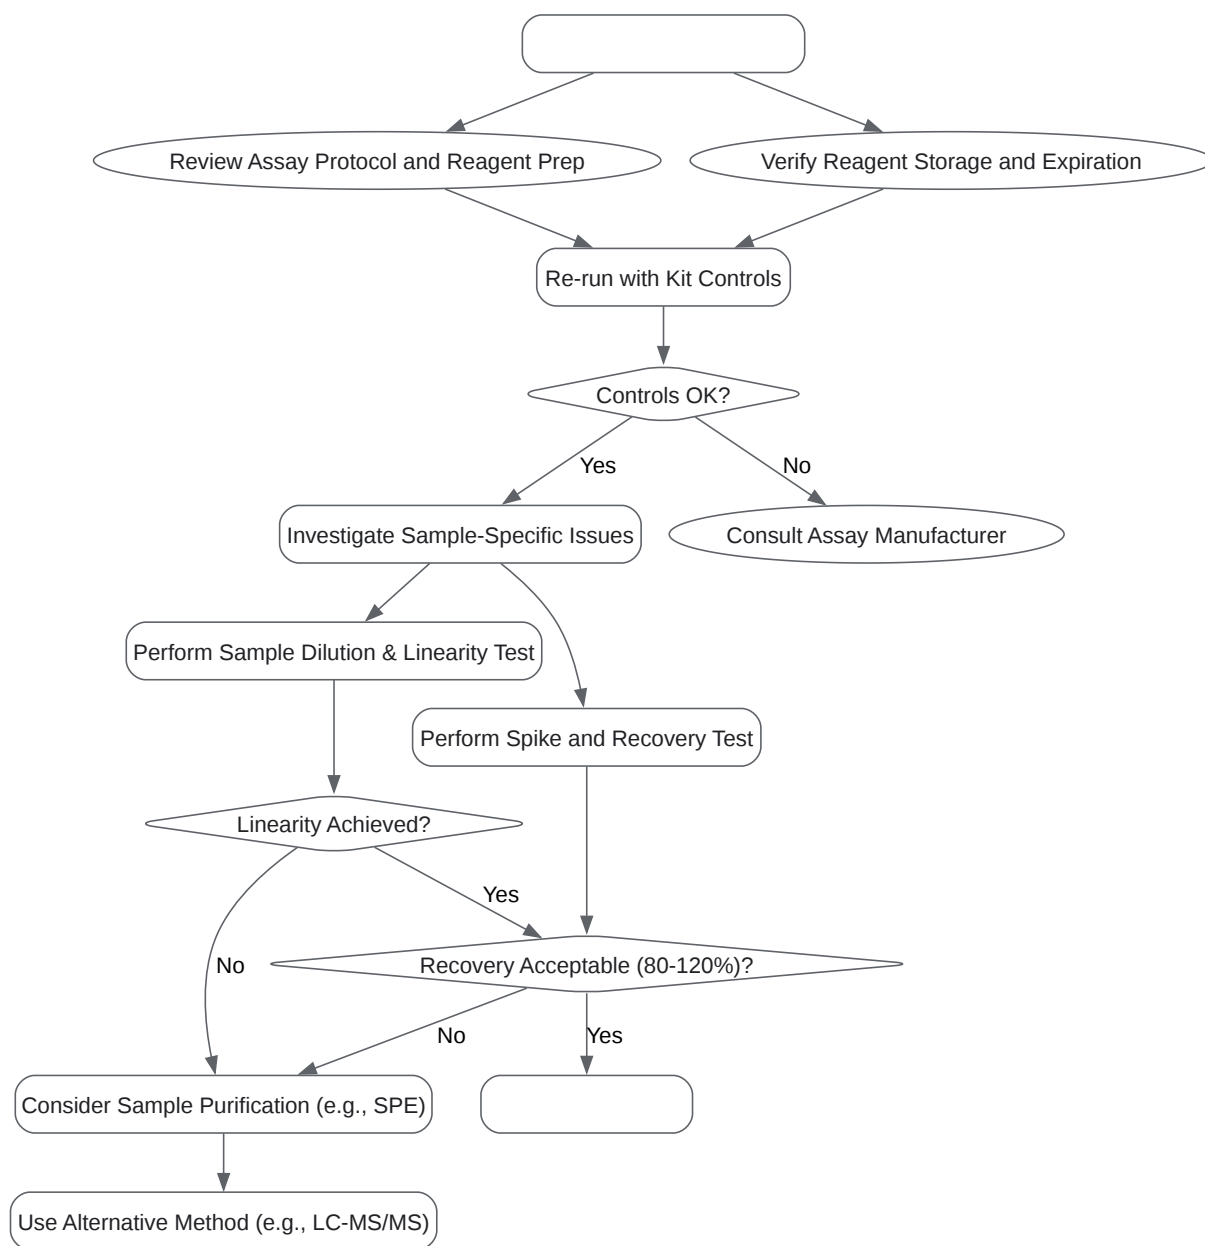 Review Assay Protocol and Reagent Prep
Verify Reagent Storage and Expiration
Re-run with Kit Controls
Controls OK?
Yes
No
Investigate Sample-Specific Issues
Consult Assay Manufacturer
Perform Sample Dilution & Linearity Test
Perform Spike and Recovery Test
Linearity Achieved?
Yes
No
Recovery Acceptable (80-120%)?
No
Yes
Consider Sample Purification (e.g., SPE)
Use Alternative Method (e.g., LC-MS/MS)